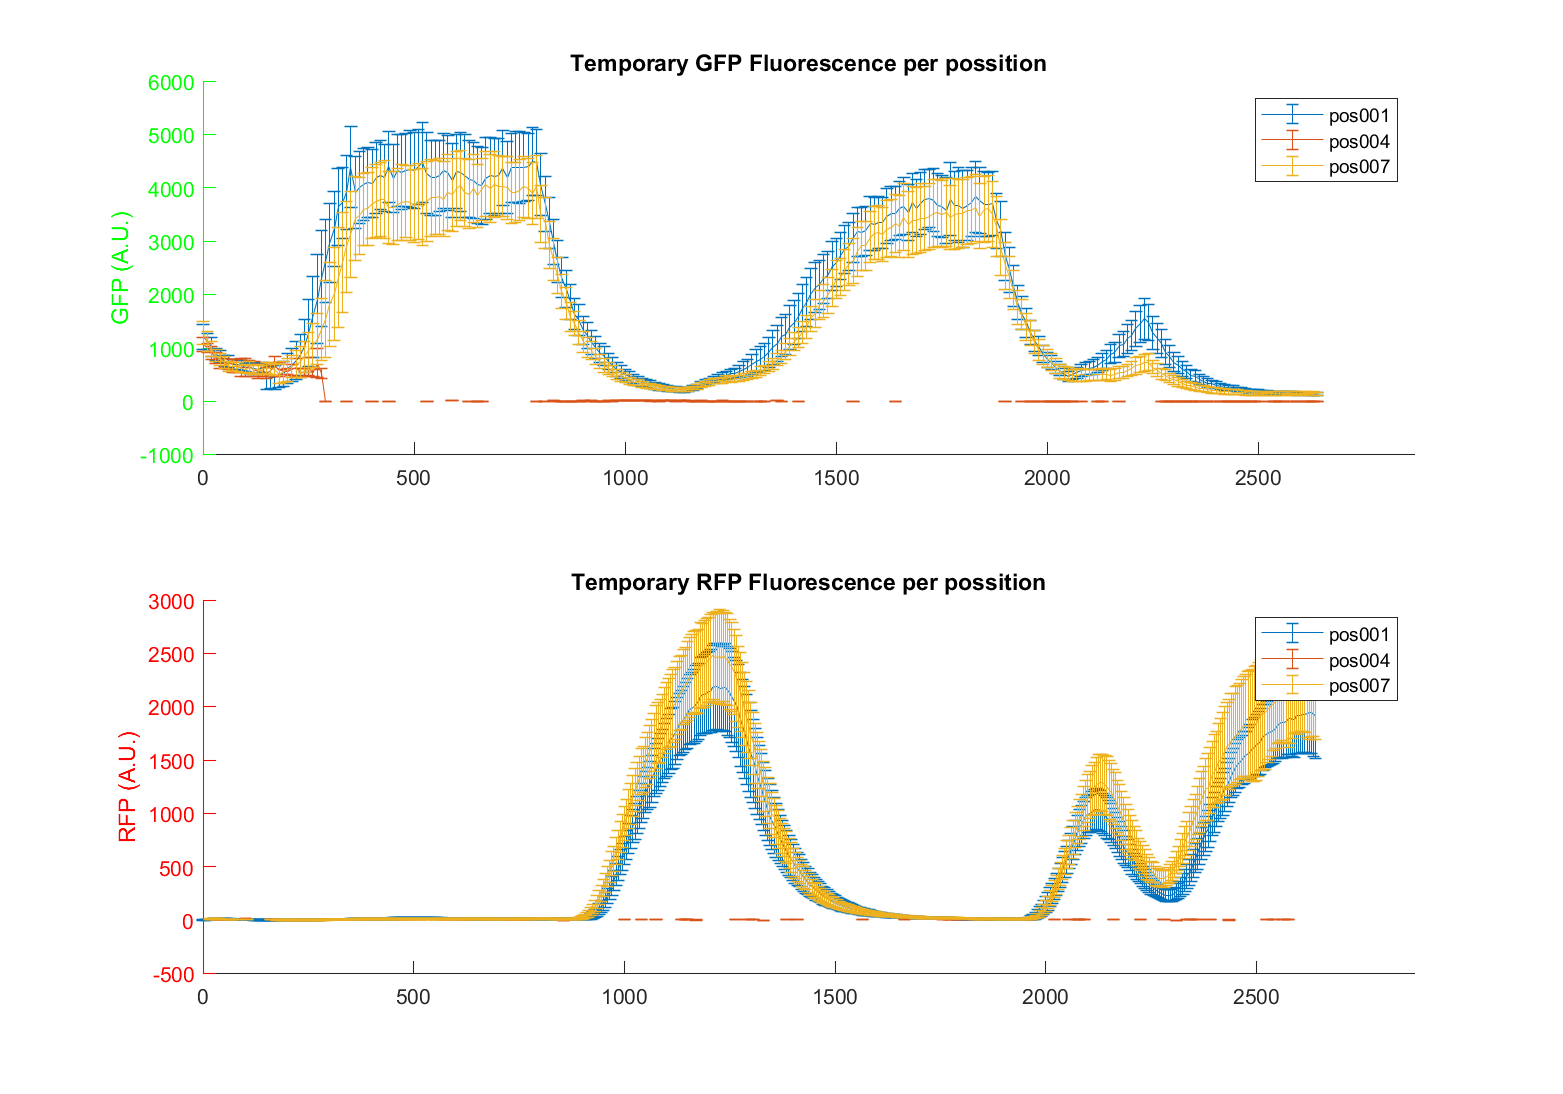 Temporary GFP Fluorescence per possition
6000
5000
4000
3000
2000
1000
0
-1000
GFP (A.U.)
0 500 1000 1500 2000 2500
pos001
pos004
pos007
Temporary RFP Fluorescence per possition
3000
2500
2000
1500
1000
500
0
-500
RFP (A.U.)
0 500 1000 1500 2000 2500
pos001
pos004
pos007